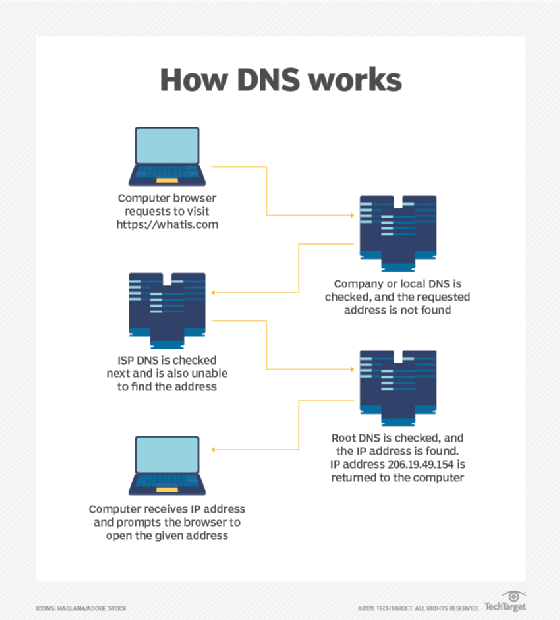 How DNS works
Computer browser
requests to visit
https://whatis.com
Company or local DNS is
checked, and the requested
address is not found
ISP DNS is checked
next and is also unable
to find the address
Root DNS is checked, and
the IP address is found.
IP address 206.19.49.154 is
returned to the computer
Computer receives IP address
and prompts the browser to
open the given address
ICONS: MAGLARA/ADOBE STOCK
TECHTARGET. ALL RIGHTS RESERVED
TechTarget